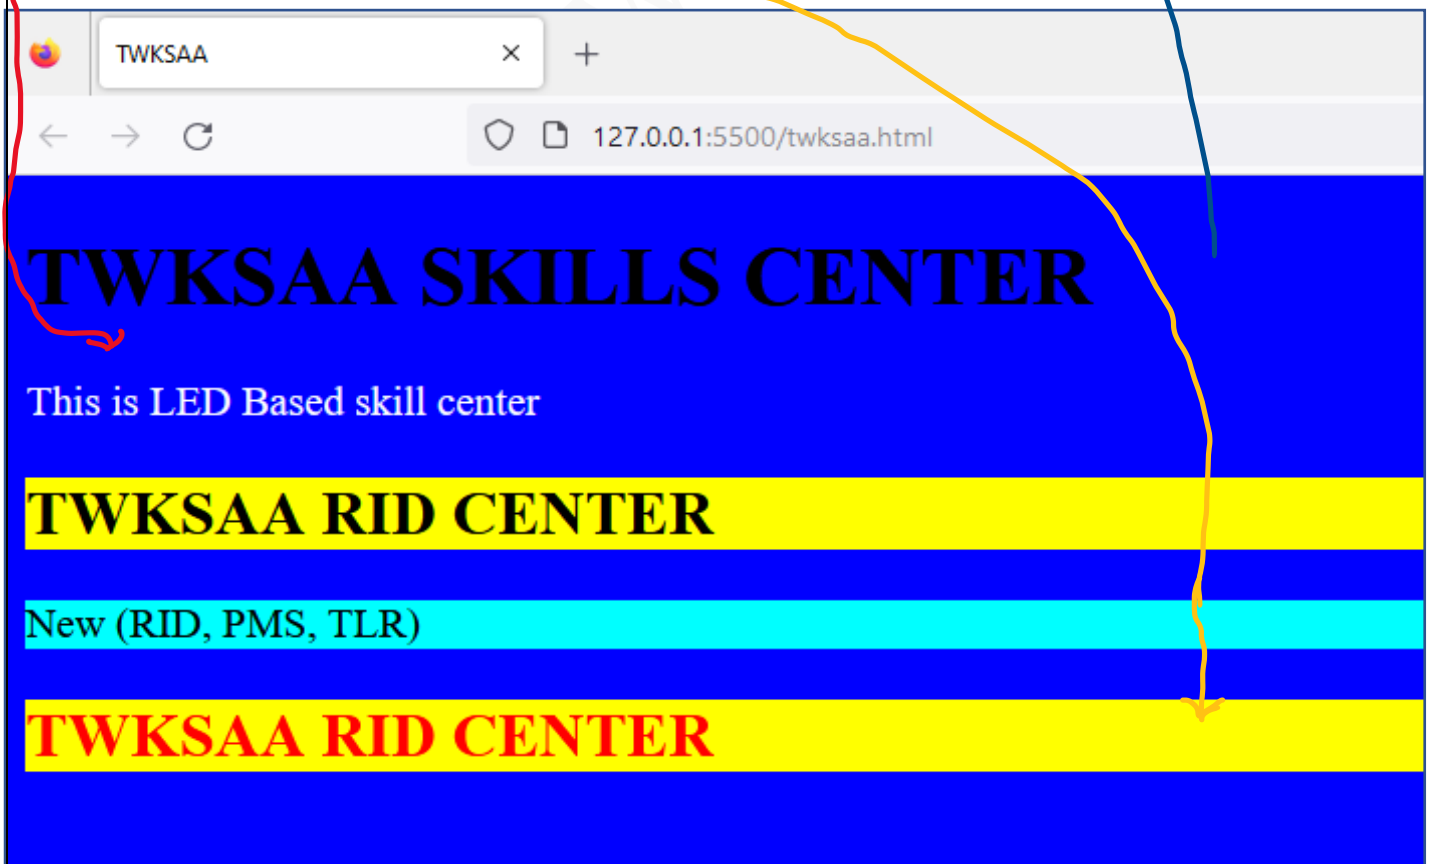 TWKSAA
127.0.0.1:5500/twksaa.html
TWKSAA SKILLS CENTER
This is LED Based skill center
TWKSAA RID CENTER
New (RID, PMS, TLR)
TWKSAA RID CENTER